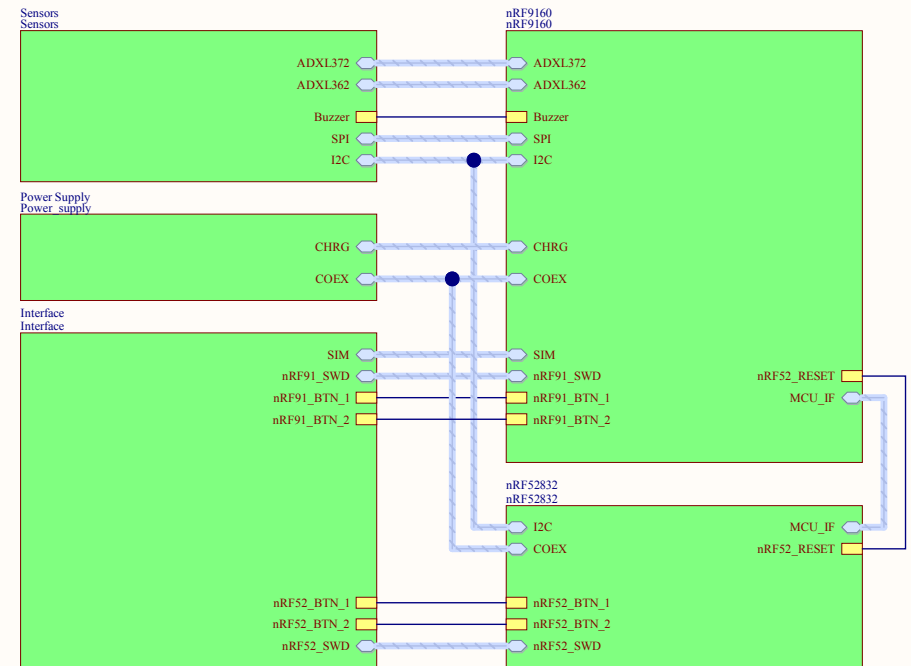 Sensors
Sensors
ADXL372
ADXL362
Buzzer
SPI
I2C
Power Supply
Power_supply
CHRG
COEX
Interface
Interface
SIM
nRF91_SWD
nRF91_BTN_1
nRF91_BTN_2
nRF52_BTN_1
nRF52_BTN_2
nRF52_SWD
nRF9160
nRF9160
ADXL372
ADXL362
Buzzer
SPI
I2C
CHRG
COEX
SIM
nRF91_SWD
nRF91_BTN_1
nRF91_BTN_2
nRF52_RESET
MCU_IF
nRF52832
nRF52832
I2C
COEX
nRF52_BTN_1
nRF52_BTN_2
nRF52_SWD
MCU_IF
nRF52_RESET